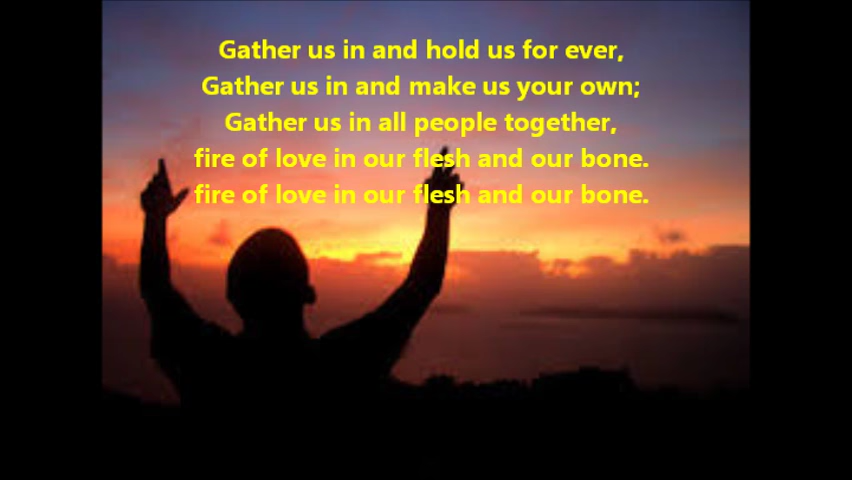 Gather us in and hold us for ever,
Gather us in and make us your own;
Gather us in all people together,
fire of love in our flesh and our bone.
fire of love in our flesh and our bone.